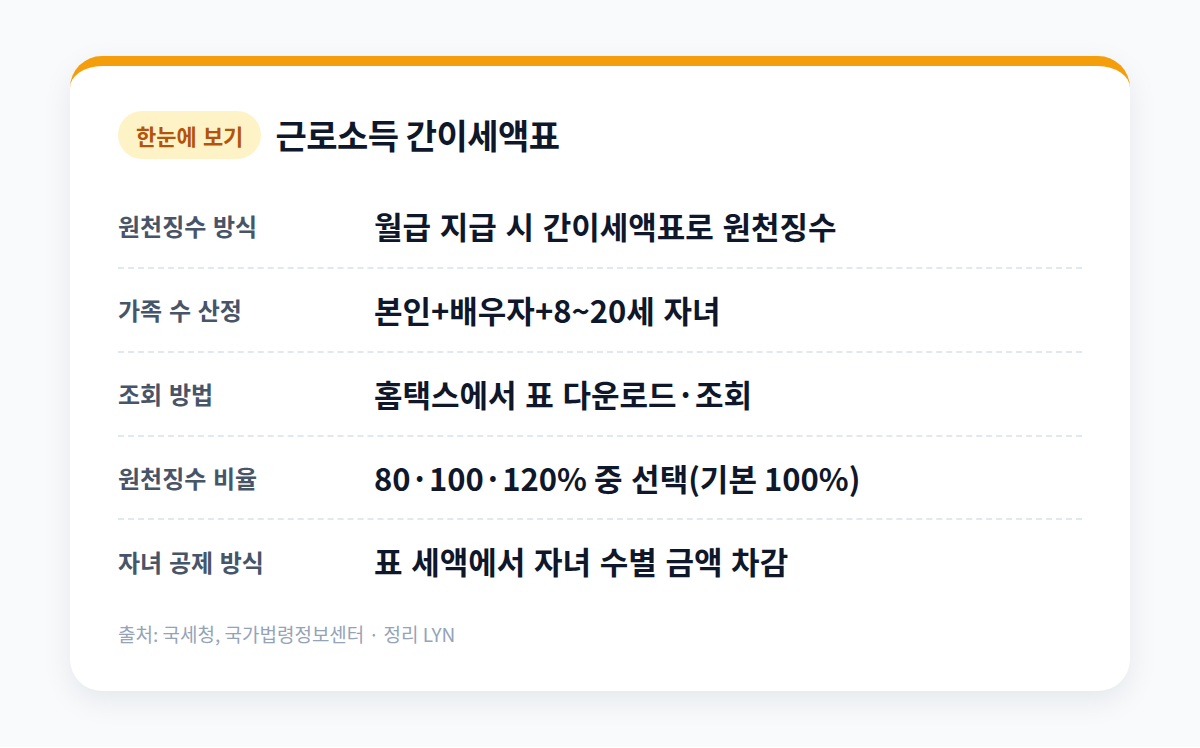 한눈에 보기 근로소득 간이세액표
원천징수 방식 월급 지급 시 간이세액표로 원천징수
가족 수 산정 본인+배우자+8~20세 자녀
조회 방법 홈택스에서 표 다운로드·조회
원천징수 비율 80·100·120% 중 선택(기본 100%)
자녀 공제 방식 표 세액에서 자녀 수별 금액 차감
출처: 국세청, 국가법령정보센터 · 정리 LYN